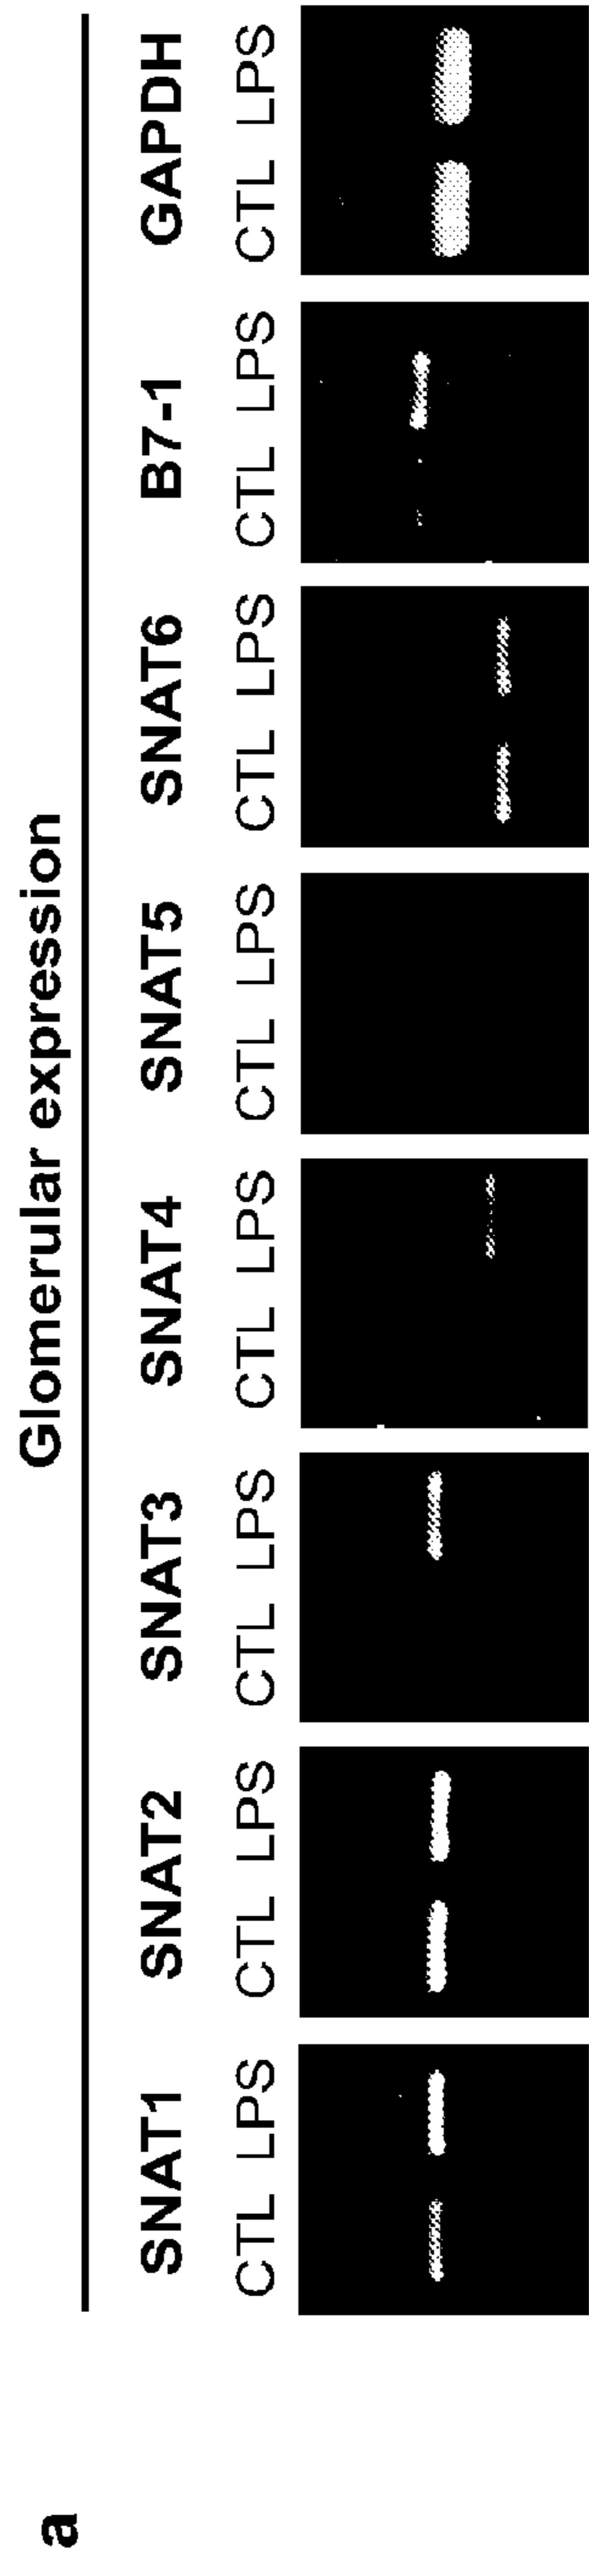 a
Glomerular expression
SNAT1 SNAT2 SNAT3 SNAT4 SNAT5 SNAT6 B7-1 GAPDH
CTL LPS CTL LPS CTL LPS CTL LPS CTL LPS CTL LPS CTL LPS CTL LPS